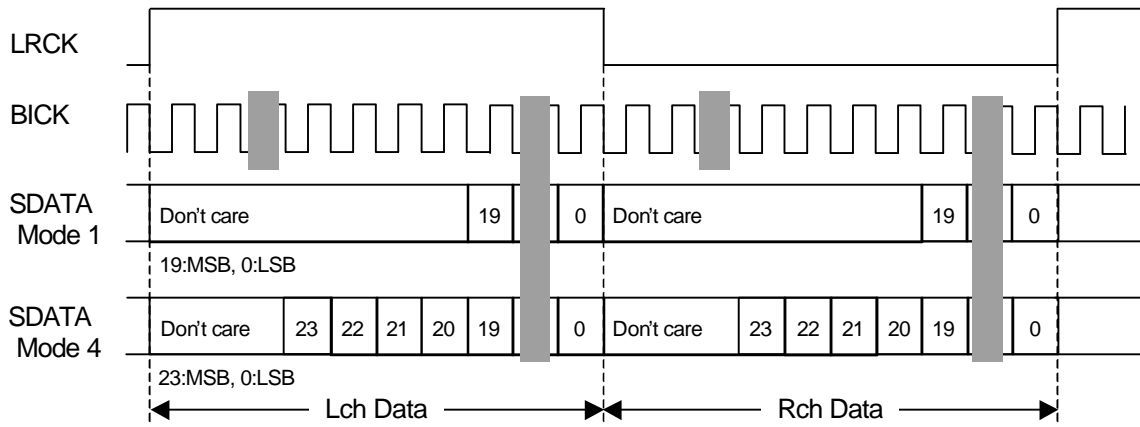 LRCK
BICK
SDATA
Mode 1
Don't care 19 0 Don't care 19 0
19:MSB, 0:LSB
SDATA
Mode 4
Don't care 23 22 21 20 19 0 Don't care 23 22 21 20 19 0
23:MSB, 0:LSB
Lch Data Rch Data